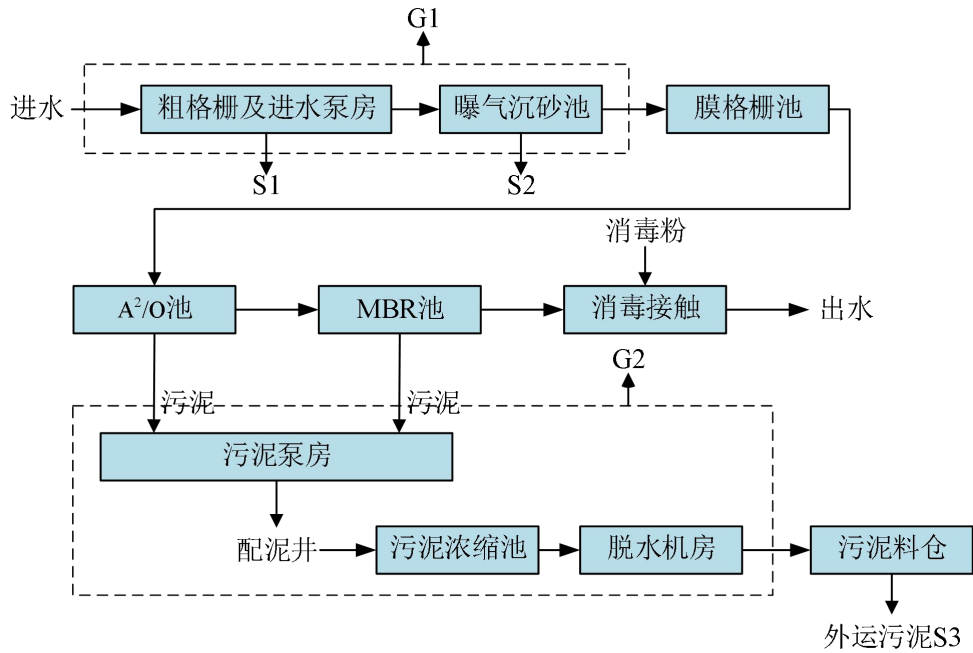 G1
进水
粗格栅及进水泵房
曝气沉砂池
膜格栅池
S1
S2
消毒粉
A²/O池
MBR池
消毒接触
出水
G2
污泥
污泥
污泥泵房
配泥井
污泥浓缩池
脱水机房
污泥料仓
外运污泥S3